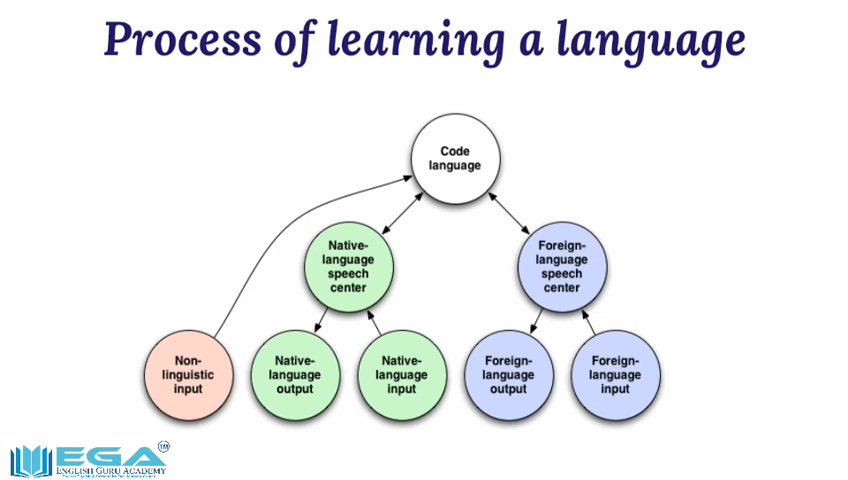 Process of learning a language
Code
language
Native-
language
speech
center
Foreign-
language
speech
center
Non-
linguistic
input
Native-
language
output
Native-
language
input
Foreign-
language
output
Foreign-
language
input
EGA TM
ENGLISH GURU ACADEMY